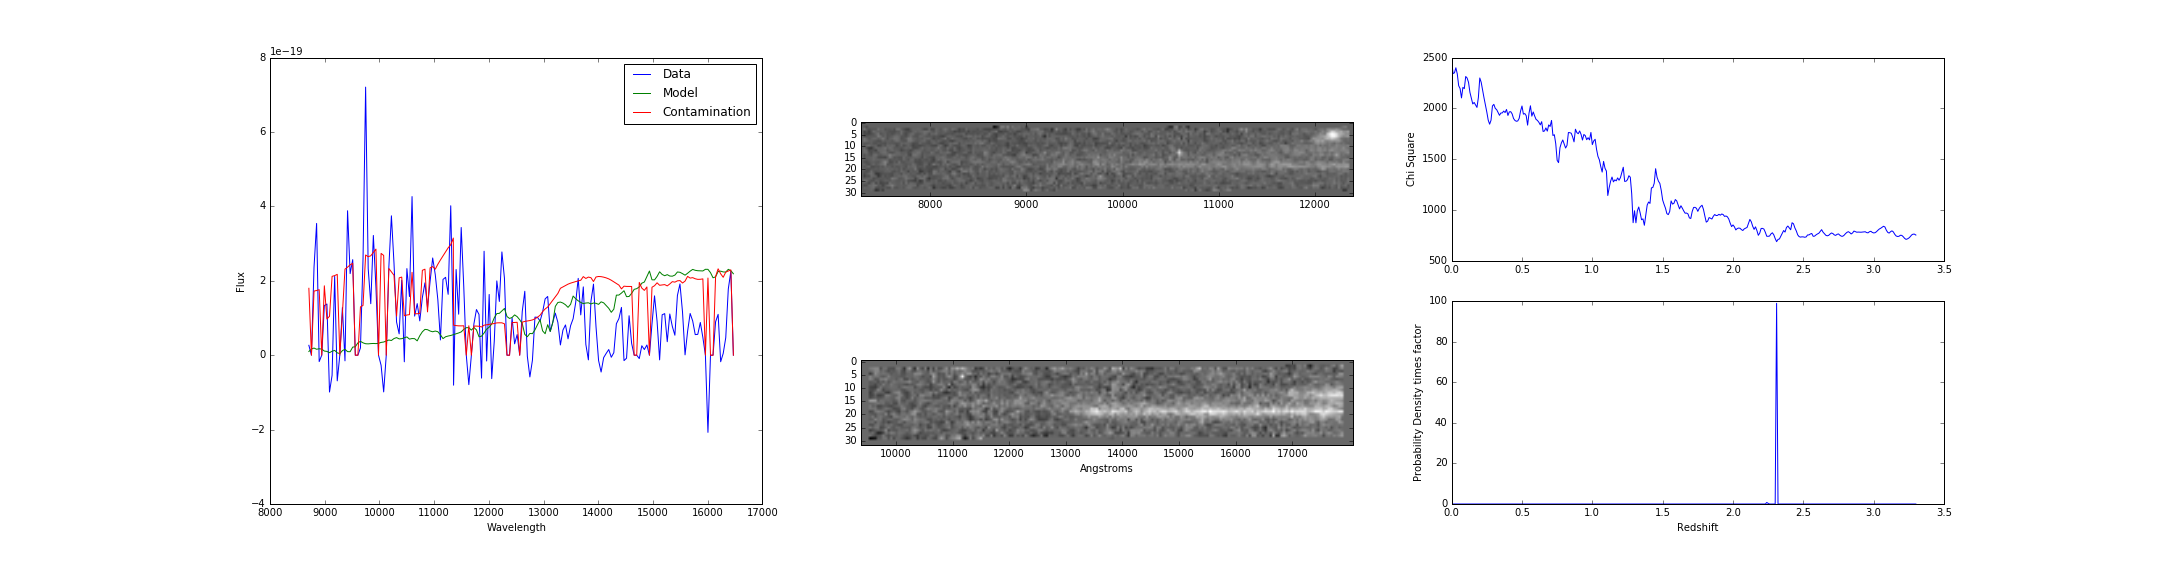 1e−19
8
6
4
2
0
−2
−4
8000 9000 10000 11000 12000 13000 14000 15000 16000 17000
Wavelength
Flux
Data
Model
Contamination
0
5
10
15
20
25
30
8000 9000 10000 11000 12000
0
5
10
15
20
25
30
10000 11000 12000 13000 14000 15000 16000 17000
Angstroms
2500
2000
1500
1000
500
0.0 0.5 1.0 1.5 2.0 2.5 3.0 3.5
Chi Square
100
80
60
40
20
0
0.0 0.5 1.0 1.5 2.0 2.5 3.0 3.5
Redshift
Probability Density times factor